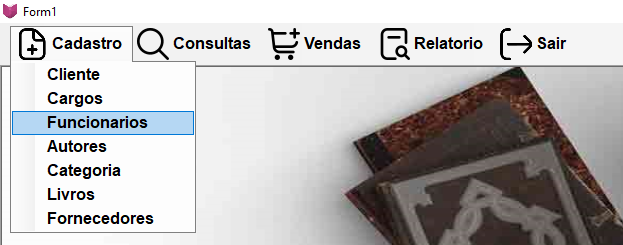 Form1
Cadastro Consultas Vendas Relatorio Sair
Cliente
Cargos
Funcionarios
Autores
Categoria
Livros
Fornecedores